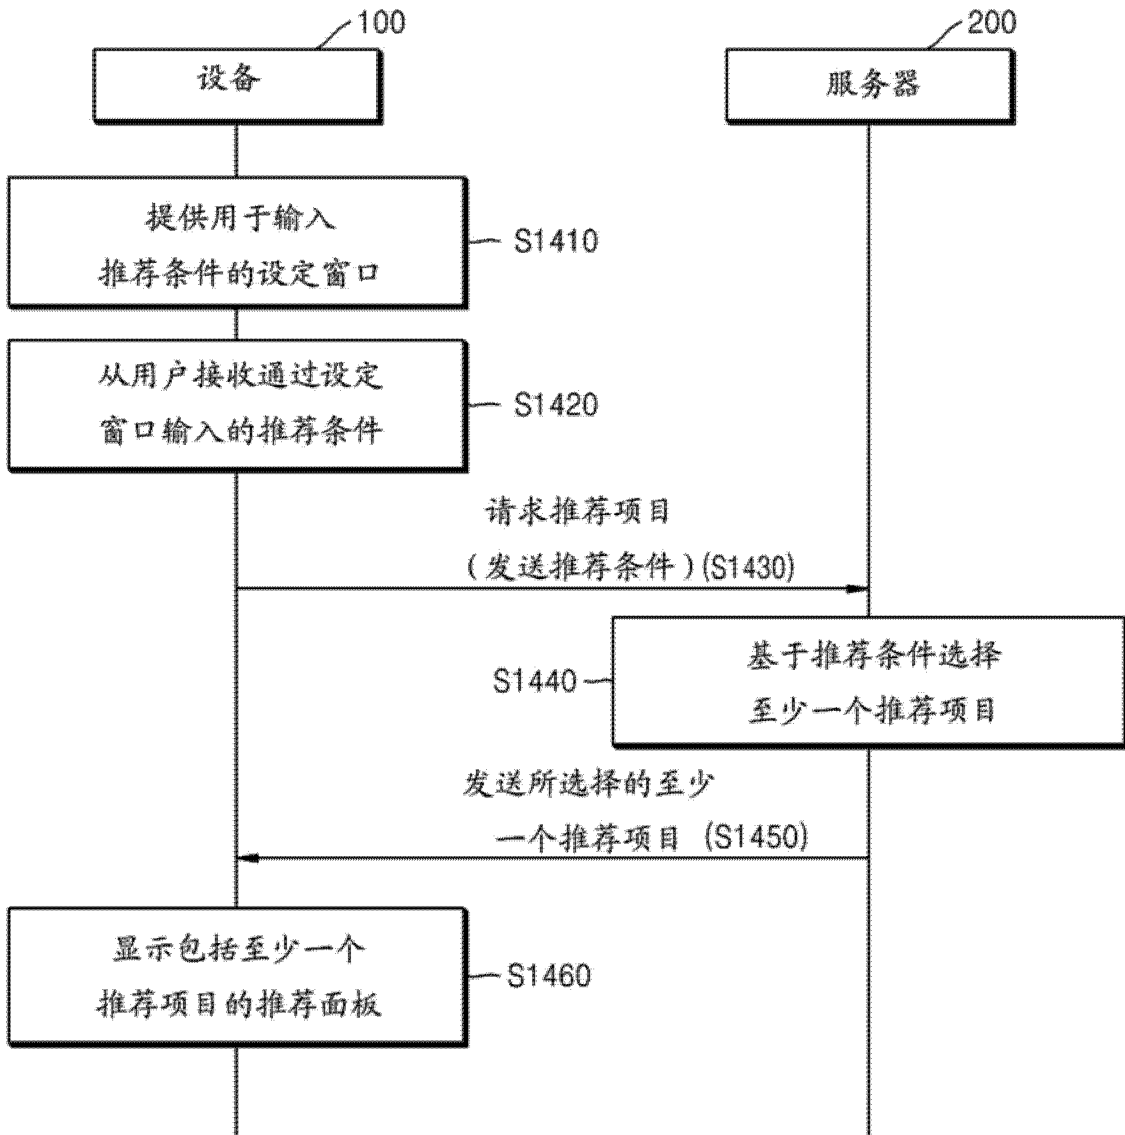 100
200
设备
服务器
提供用于输入
推荐条件的设定窗口
S1410
从用户接收通过设定
窗口输入的推荐条件
S1420
请求推荐项目
(发送推荐条件)(S1430)
基于推荐条件选择
至少一个推荐项目
S1440
发送所选择的至少
一个推荐项目 (S1450)
显示包括至少一个
推荐项目的推荐面板
S1460